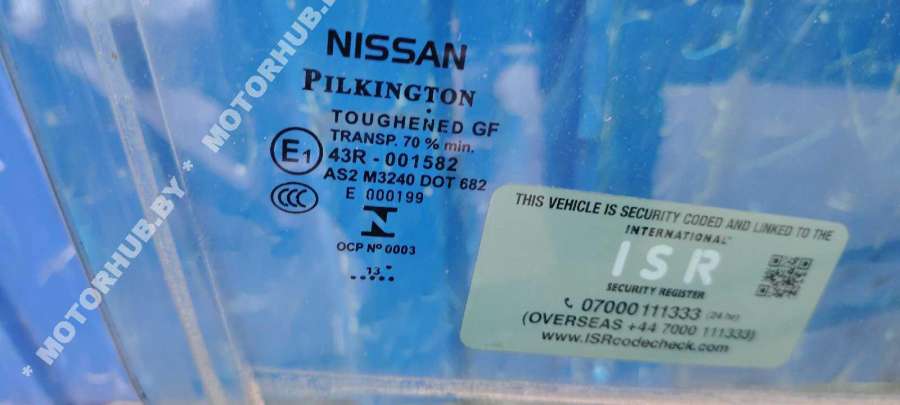 * MOTORHUB.BY * MOTORHUB.BY
NISSAN
PILKINGTON
TOUGHENED GF
TRANSP. 70 % min.
E1 43R - 001582
AS2 M3240 DOT 682
CCC E 000199
OCP Nº 0003
.. 13 ..
THIS VEHICLE IS SECURITY CODED AND LINKED TO THE
INTERNATIONAL
ISR
SECURITY REGISTER
07000111333 (24 hr)
(OVERSEAS +44 7000 111333)
www.ISRcodecheck.com